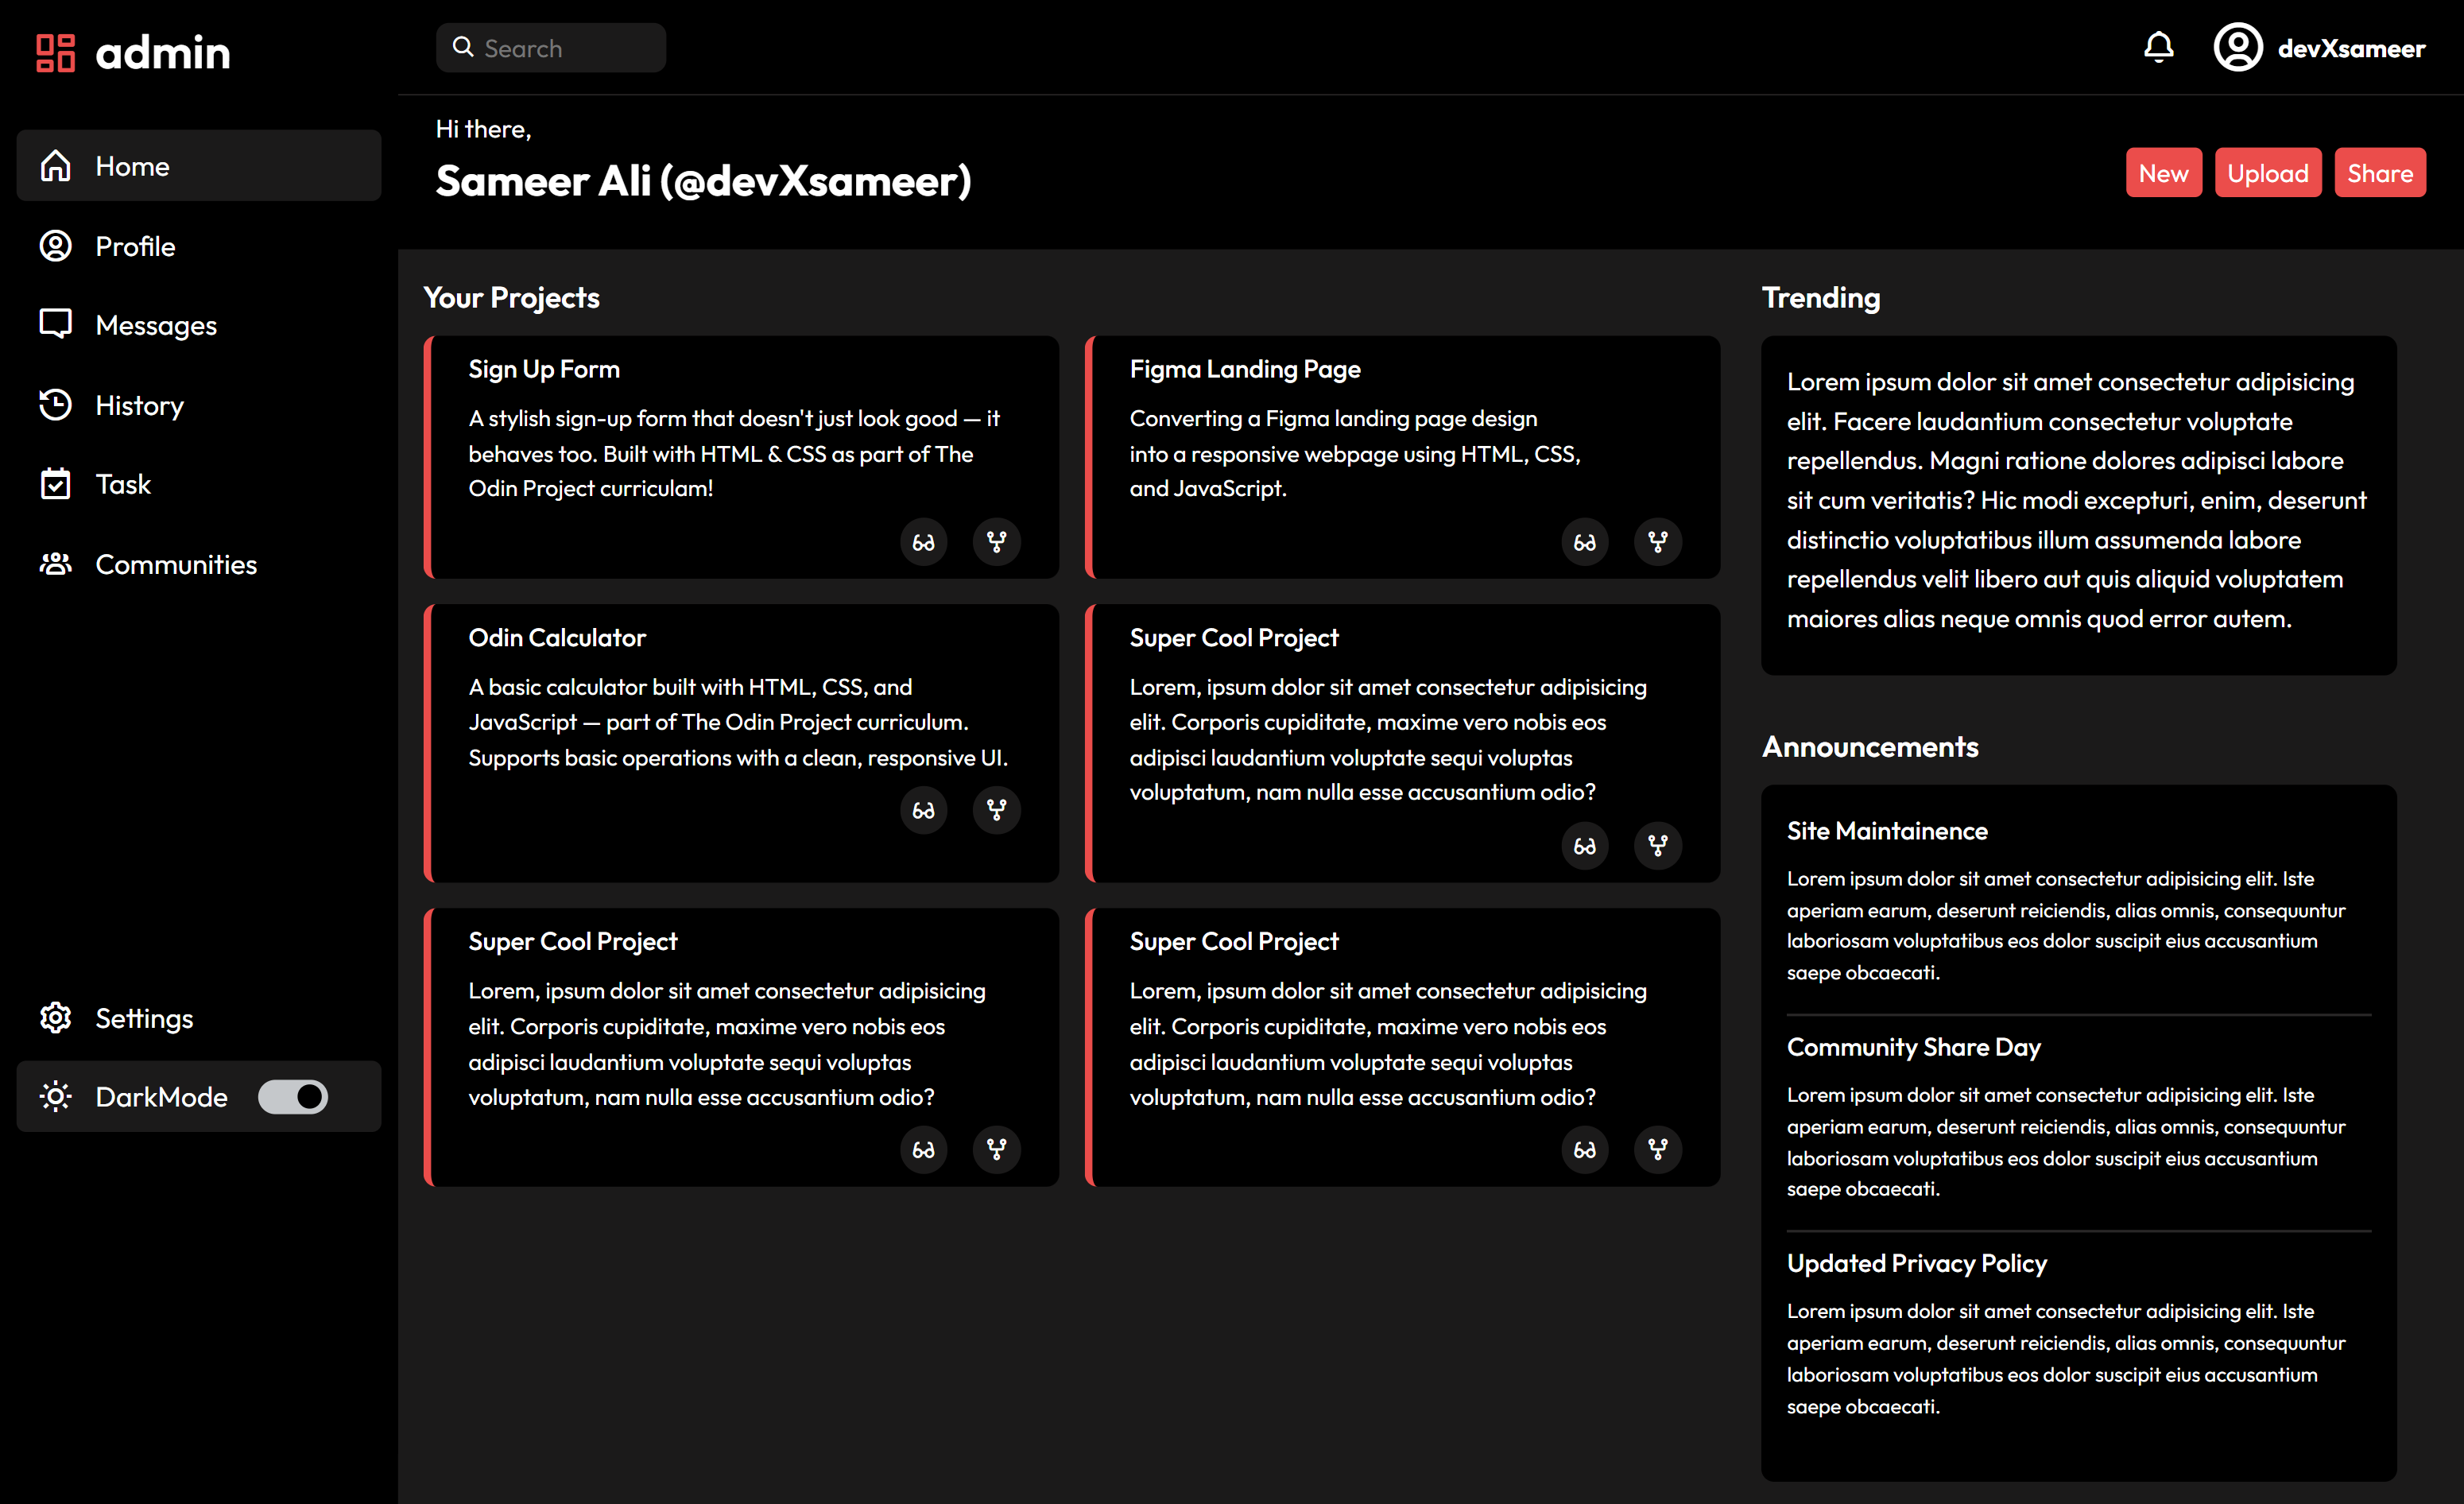 admin
Home
Profile
Messages
History
Task
Communities
Settings
DarkMode
Search
devXsameer
Hi there,
Sameer Ali (@devXsameer)
New
Upload
Share
Your Projects
Sign Up Form
A stylish sign-up form that doesn't just look good — it
behaves too. Built with HTML & CSS as part of The
Odin Project curriculam!
Figma Landing Page
Converting a Figma landing page design
into a responsive webpage using HTML, CSS,
and JavaScript.
Odin Calculator
A basic calculator built with HTML, CSS, and
JavaScript — part of The Odin Project curriculum.
Supports basic operations with a clean, responsive UI.
Super Cool Project
Lorem, ipsum dolor sit amet consectetur adipisicing
elit. Corporis cupiditate, maxime vero nobis eos
adipisci laudantium voluptate sequi voluptas
voluptatum, nam nulla esse accusantium odio?
Super Cool Project
Lorem, ipsum dolor sit amet consectetur adipisicing
elit. Corporis cupiditate, maxime vero nobis eos
adipisci laudantium voluptate sequi voluptas
voluptatum, nam nulla esse accusantium odio?
Super Cool Project
Lorem, ipsum dolor sit amet consectetur adipisicing
elit. Corporis cupiditate, maxime vero nobis eos
adipisci laudantium voluptate sequi voluptas
voluptatum, nam nulla esse accusantium odio?
Trending
Lorem ipsum dolor sit amet consectetur adipisicing
elit. Facere laudantium consectetur voluptate
repellendus. Magni ratione dolores adipisci labore
sit cum veritatis? Hic modi excepturi, enim, deserunt
distinctio voluptatibus illum assumenda labore
repellendus velit libero aut quis aliquid voluptatem
maiores alias neque omnis quod error autem.
Announcements
Site Maintainence
Lorem ipsum dolor sit amet consectetur adipisicing elit. Iste
aperiam earum, deserunt reiciendis, alias omnis, consequuntur
laboriosam voluptatibus eos dolor suscipit eius accusantium
saepe obcaecati.
Community Share Day
Lorem ipsum dolor sit amet consectetur adipisicing elit. Iste
aperiam earum, deserunt reiciendis, alias omnis, consequuntur
laboriosam voluptatibus eos dolor suscipit eius accusantium
saepe obcaecati.
Updated Privacy Policy
Lorem ipsum dolor sit amet consectetur adipisicing elit. Iste
aperiam earum, deserunt reiciendis, alias omnis, consequuntur
laboriosam voluptatibus eos dolor suscipit eius accusantium
saepe obcaecati.